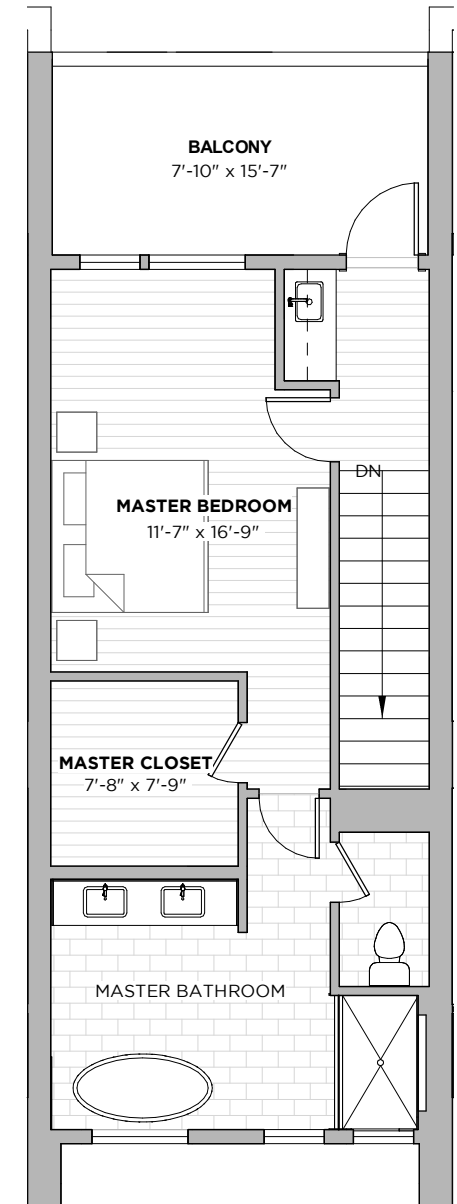 BALCONY
7'-10" x 15'-7"
DN
MASTER BEDROOM
11'-7" x 16'-9"
MASTER CLOSET
7'-8" x 7'-9"
MASTER BATHROOM